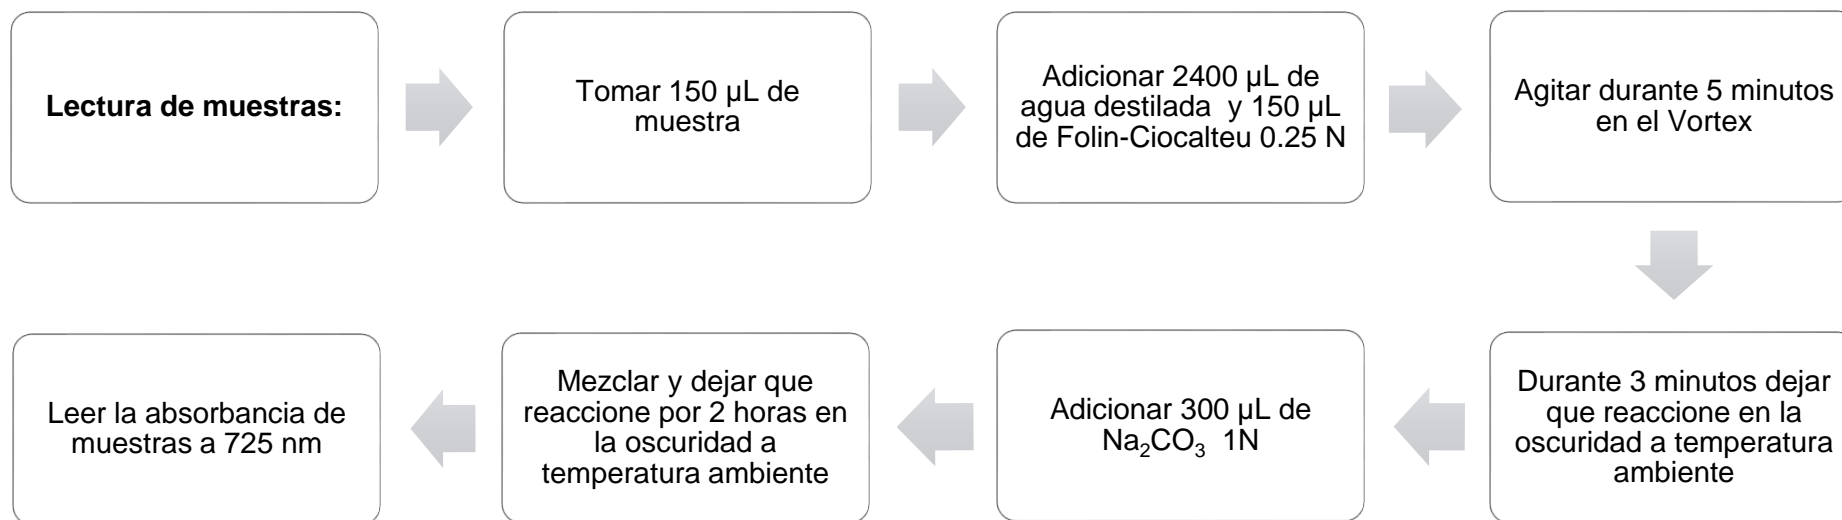 Lectura de muestras:
Tomar 150 µL de
muestra
Adicionar 2400 µL de
agua destilada  y 150 µL
de Folin-Ciocalteu 0.25 N
Agitar durante 5 minutos
en el Vortex
Durante 3 minutos dejar
que reaccione en la
oscuridad a temperatura
ambiente
Adicionar 300 µL de
Na₂CO₃  1N
Mezclar y dejar que
reaccione por 2 horas en
la oscuridad a
temperatura ambiente
Leer la absorbancia de
muestras a 725 nm